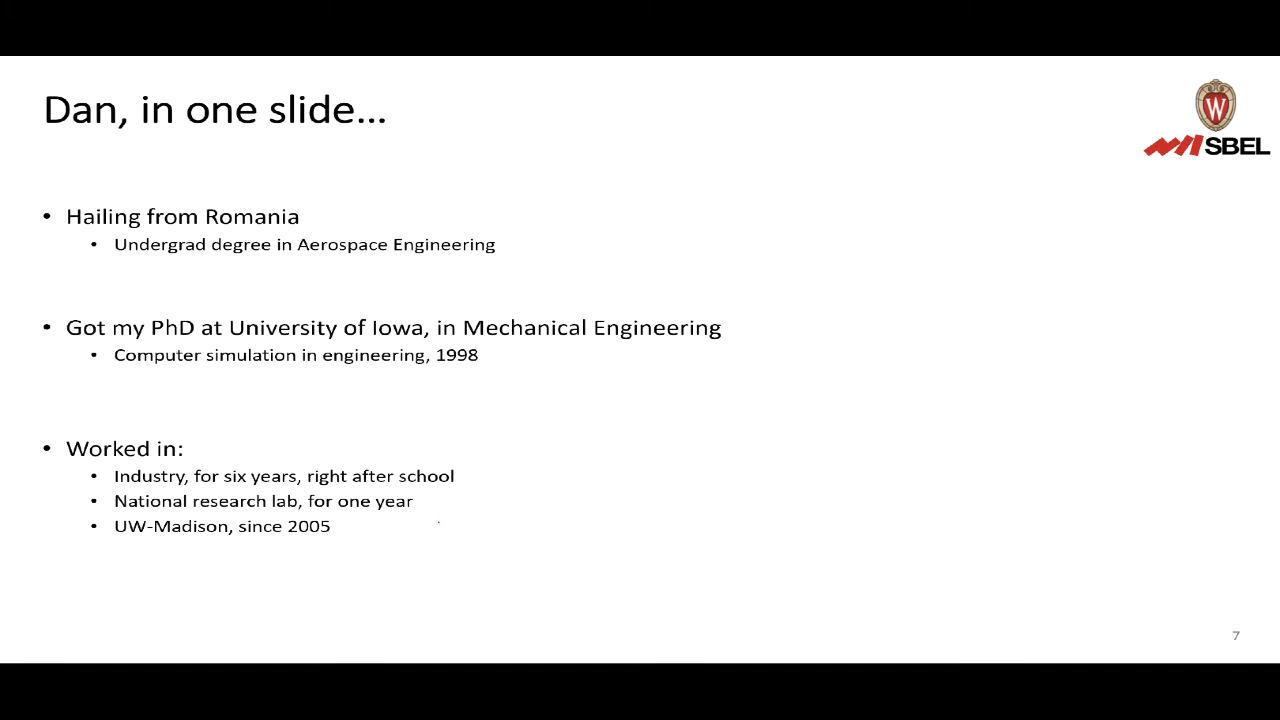 Dan, in one slide...
W
SBEL
• Hailing from Romania
• Undergrad degree in Aerospace Engineering
• Got my PhD at University of Iowa, in Mechanical Engineering
• Computer simulation in engineering, 1998
• Worked in:
• Industry, for six years, right after school
• National research lab, for one year
• UW-Madison, since 2005
7